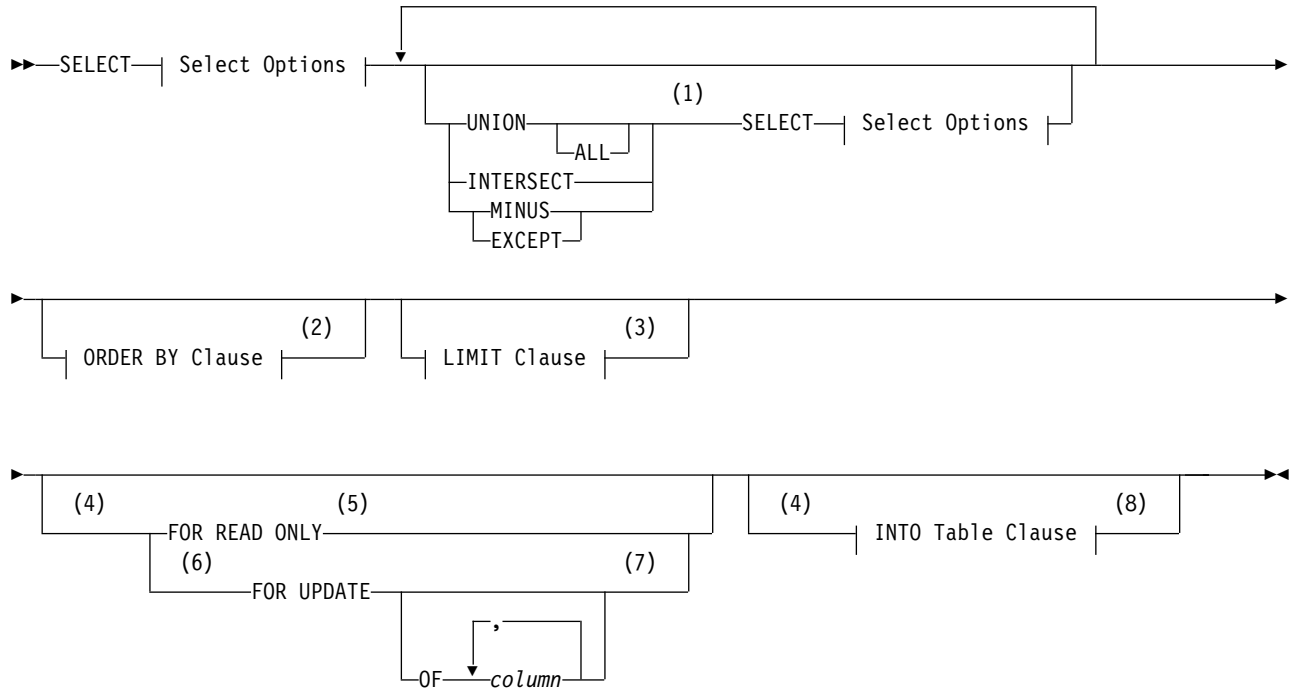 SELECT Select Options
(1)
UNION SELECT Select Options
ALL
INTERSECT
MINUS
EXCEPT
(2) (3)
ORDER BY Clause LIMIT Clause
(4) (5) (4) (8)
FOR READ ONLY INTO Table Clause
(6) (7)
FOR UPDATE
,
OF column